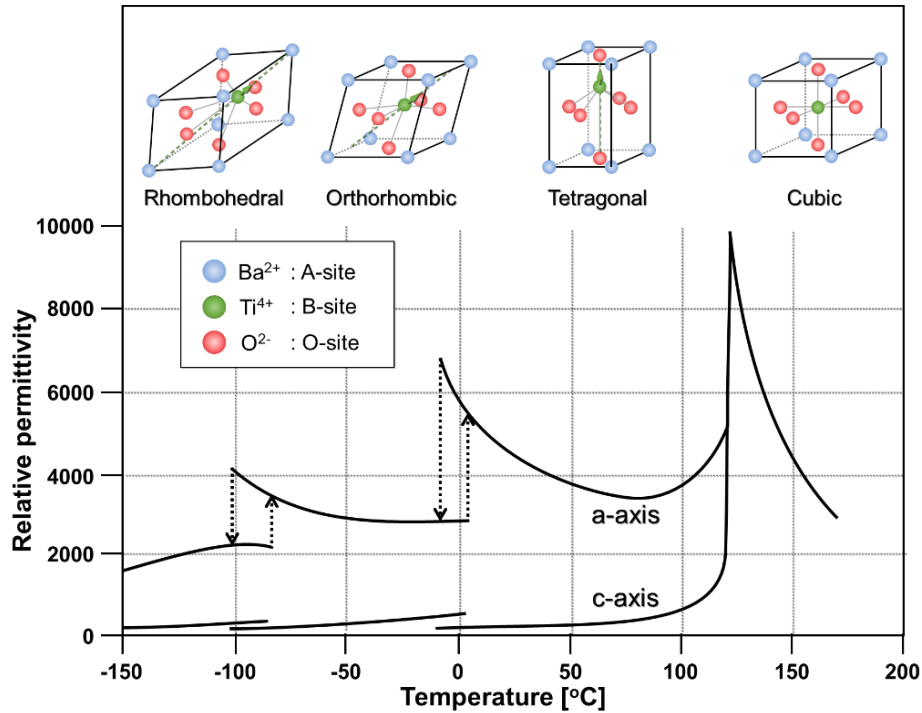 Rhombohedral Orthorhombic Tetragonal Cubic
Ba²⁺ : A-site
Ti⁴⁺ : B-site
O²⁻ : O-site
Relative permittivity
10000
8000
6000
4000
2000
0
a-axis
c-axis
-150 -100 -50 0 50 100 150 200
Temperature [°C]